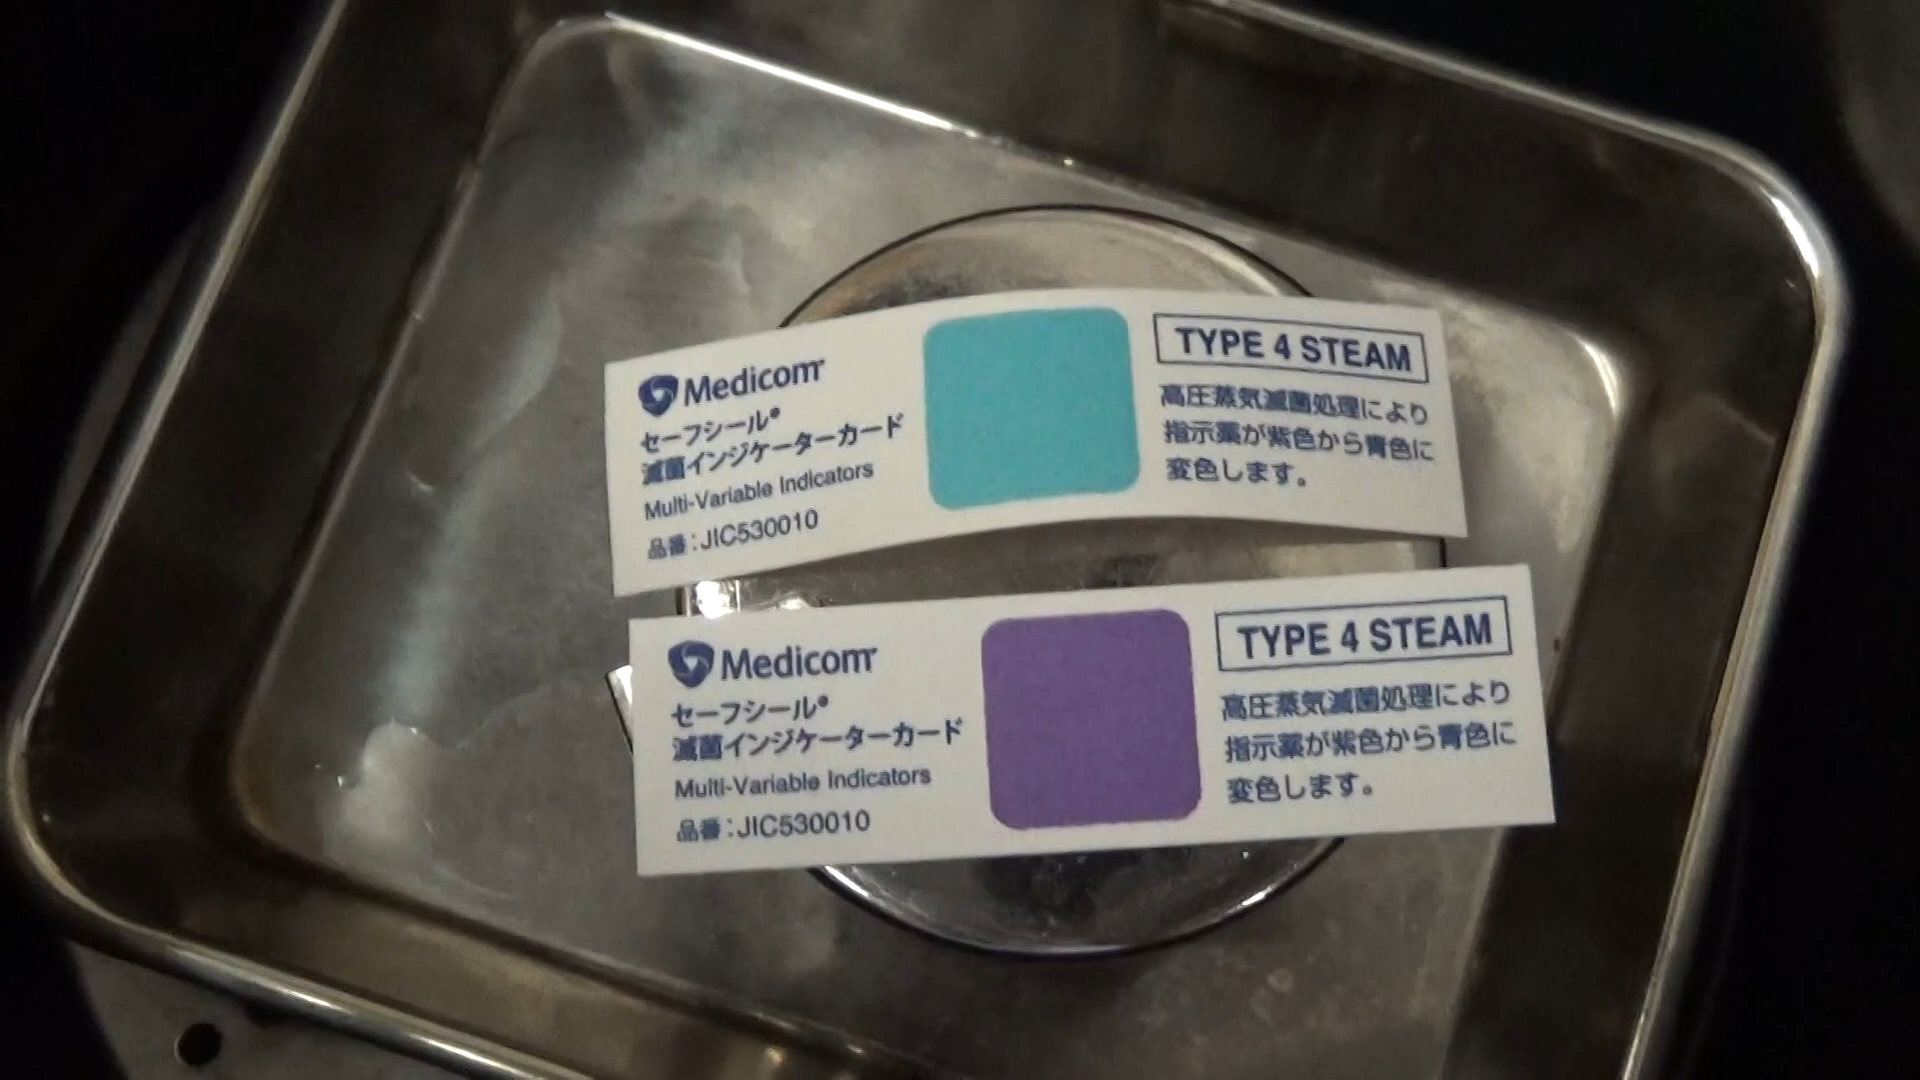 Medicom
セーフシール®
滅菌インジケーターカード
Multi-Variable Indicators
品番：JIC530010
TYPE 4 STEAM
高圧蒸気滅菌処理により
指示薬が紫色から青色に
変色します。
Medicom
セーフシール®
滅菌インジケーターカード
Multi-Variable Indicators
品番：JIC530010
TYPE 4 STEAM
高圧蒸気滅菌処理により
指示薬が紫色から青色に
変色します。